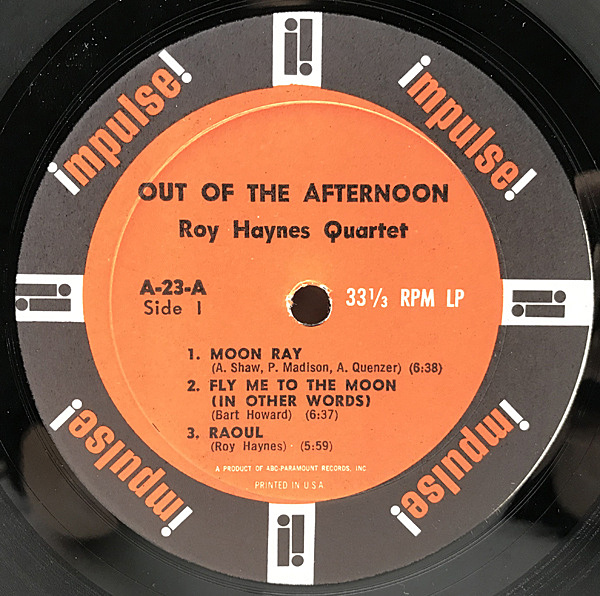 impulse!
impulse!
OUT OF THE AFTERNOON
Roy Haynes Quartet
A-23-A
Side 1
33 1/3 RPM LP
1. MOON RAY
(A. Shaw, P. Madison, A. Quenzer) (6:38)
2. FLY ME TO THE MOON
(IN OTHER WORDS)
(Bart Howard) (6:37)
3. RAOUL
(Roy Haynes) (5:59)
A PRODUCT OF ABC-PARAMOUNT RECORDS, INC
PRINTED IN U.S.A.
impulse!
impulse!